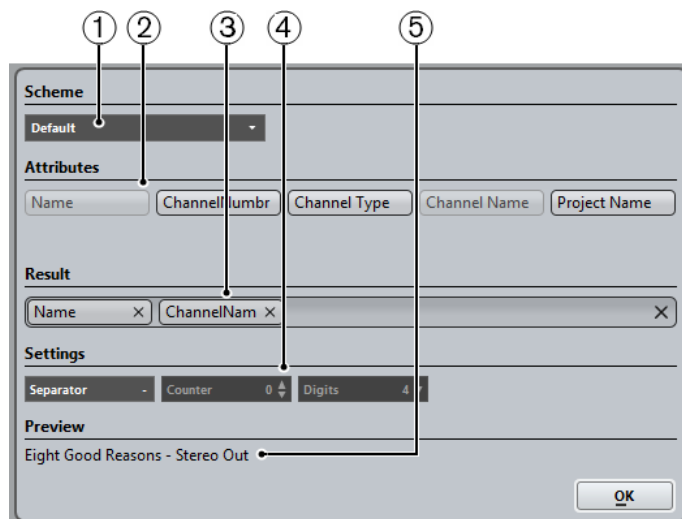 1 2 3 4 5
Scheme
Default
Attributes
Name ChannelNumbr Channel Type Channel Name Project Name
Result
Name × ChannelNam × ×
Settings
Separator - Counter 0 Digits 4
Preview
Eight Good Reasons - Stereo Out
OK